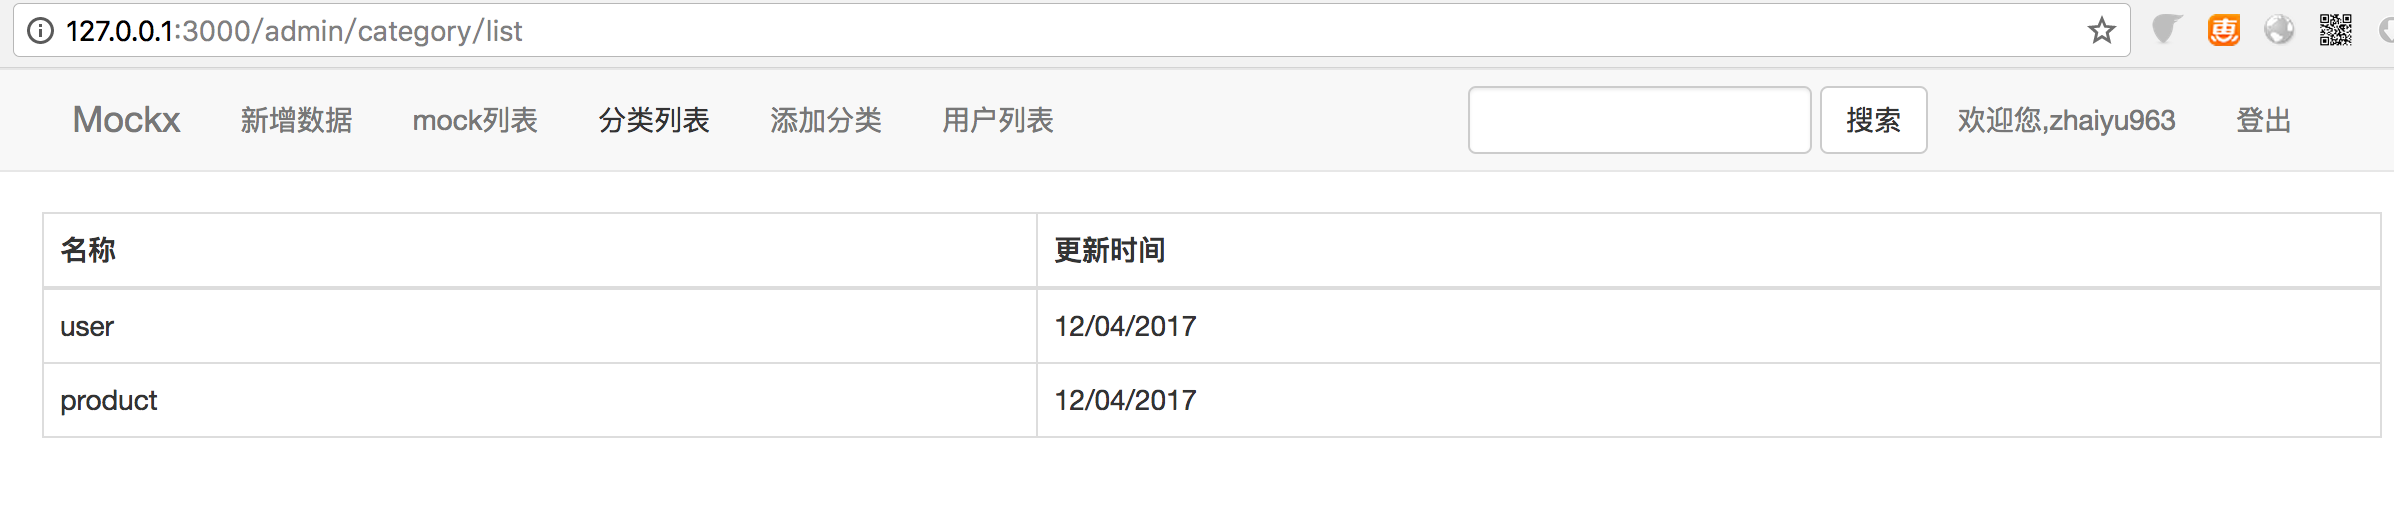 127.0.0.1:3000/admin/category/list
惠
Mockx 新增数据 mock列表 分类列表 添加分类 用户列表 搜索 欢迎您,zhaiyu963 登出
名称 更新时间
user 12/04/2017
product 12/04/2017